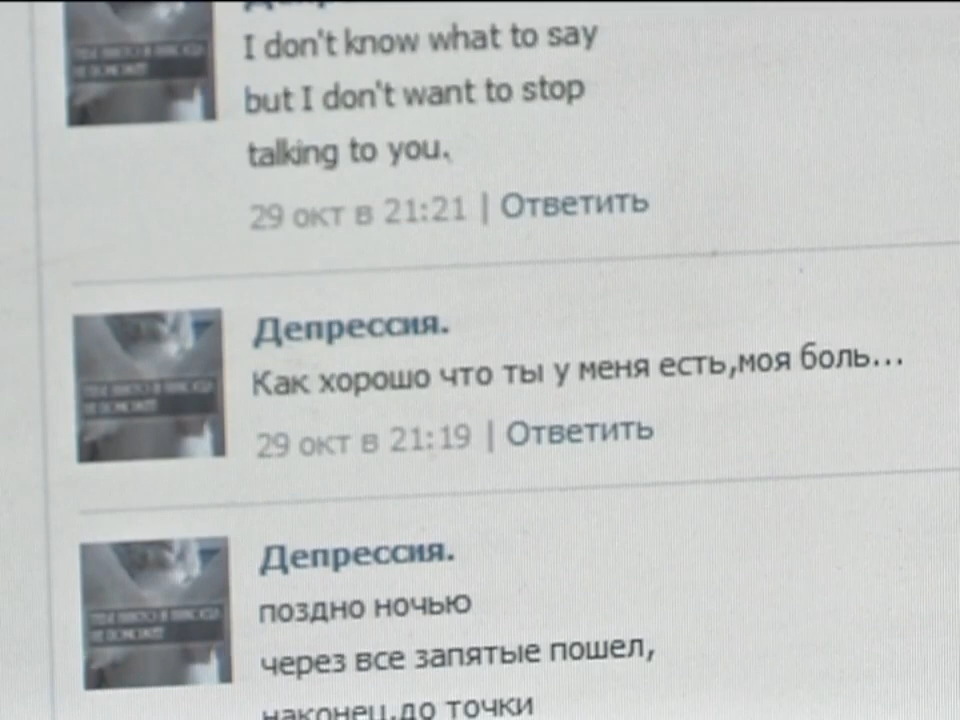 I don't know what to say
but I don't want to stop
talking to you.
29 окт в 21:21 | Ответить
Депрессия.
Как хорошо что ты у меня есть,моя боль...
29 окт в 21:19 | Ответить
Депрессия.
поздно ночью
через все запятые пошел,
наконец,до точки